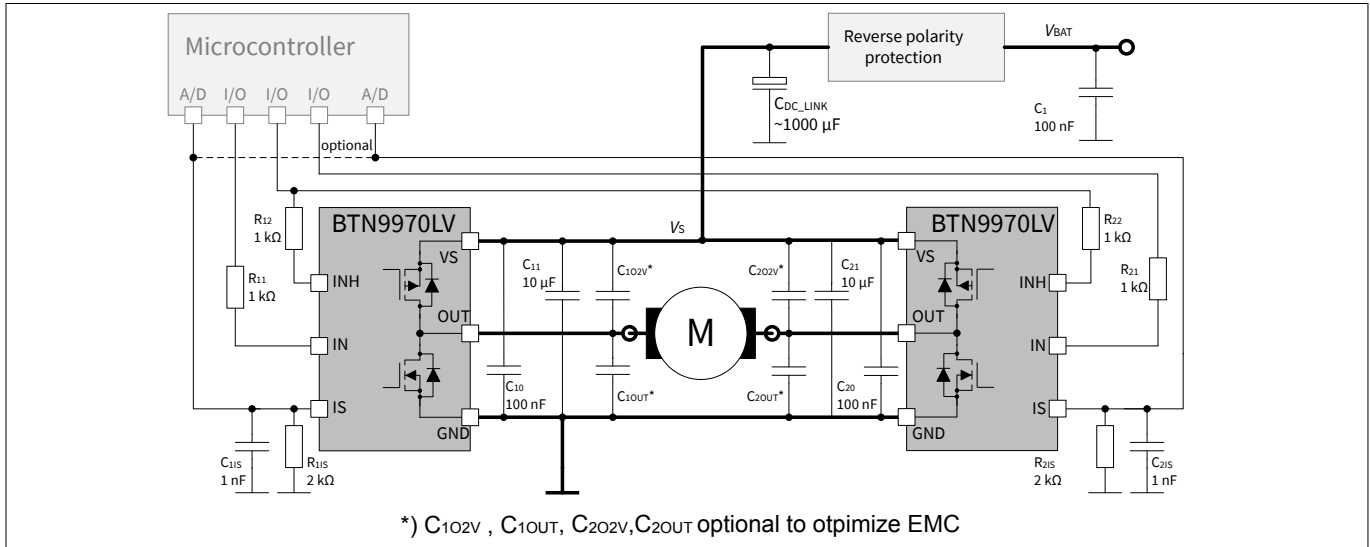 Microcontroller
A/D I/O I/O I/O A/D
optional
Reverse polarity
protection
VBAT
CDC_LINK
~1000 µF
C1
100 nF
R12
1 kΩ
R11
1 kΩ
BTN9970LV
VS
INH
OUT
IN
IS
GND
C1IS
1 nF
R1IS
2 kΩ
VS
C11
10 µF
C1O2V*
C10
100 nF
C1OUT*
M
C2O2V*
C21
10 µF
C2OUT*
C20
100 nF
BTN9970LV
VS
INH
OUT
IN
IS
GND
R22
1 kΩ
R21
1 kΩ
R2IS
2 kΩ
C2IS
1 nF
*) C1O2V , C1OUT, C2O2V,C2OUT optional to otpimize EMC